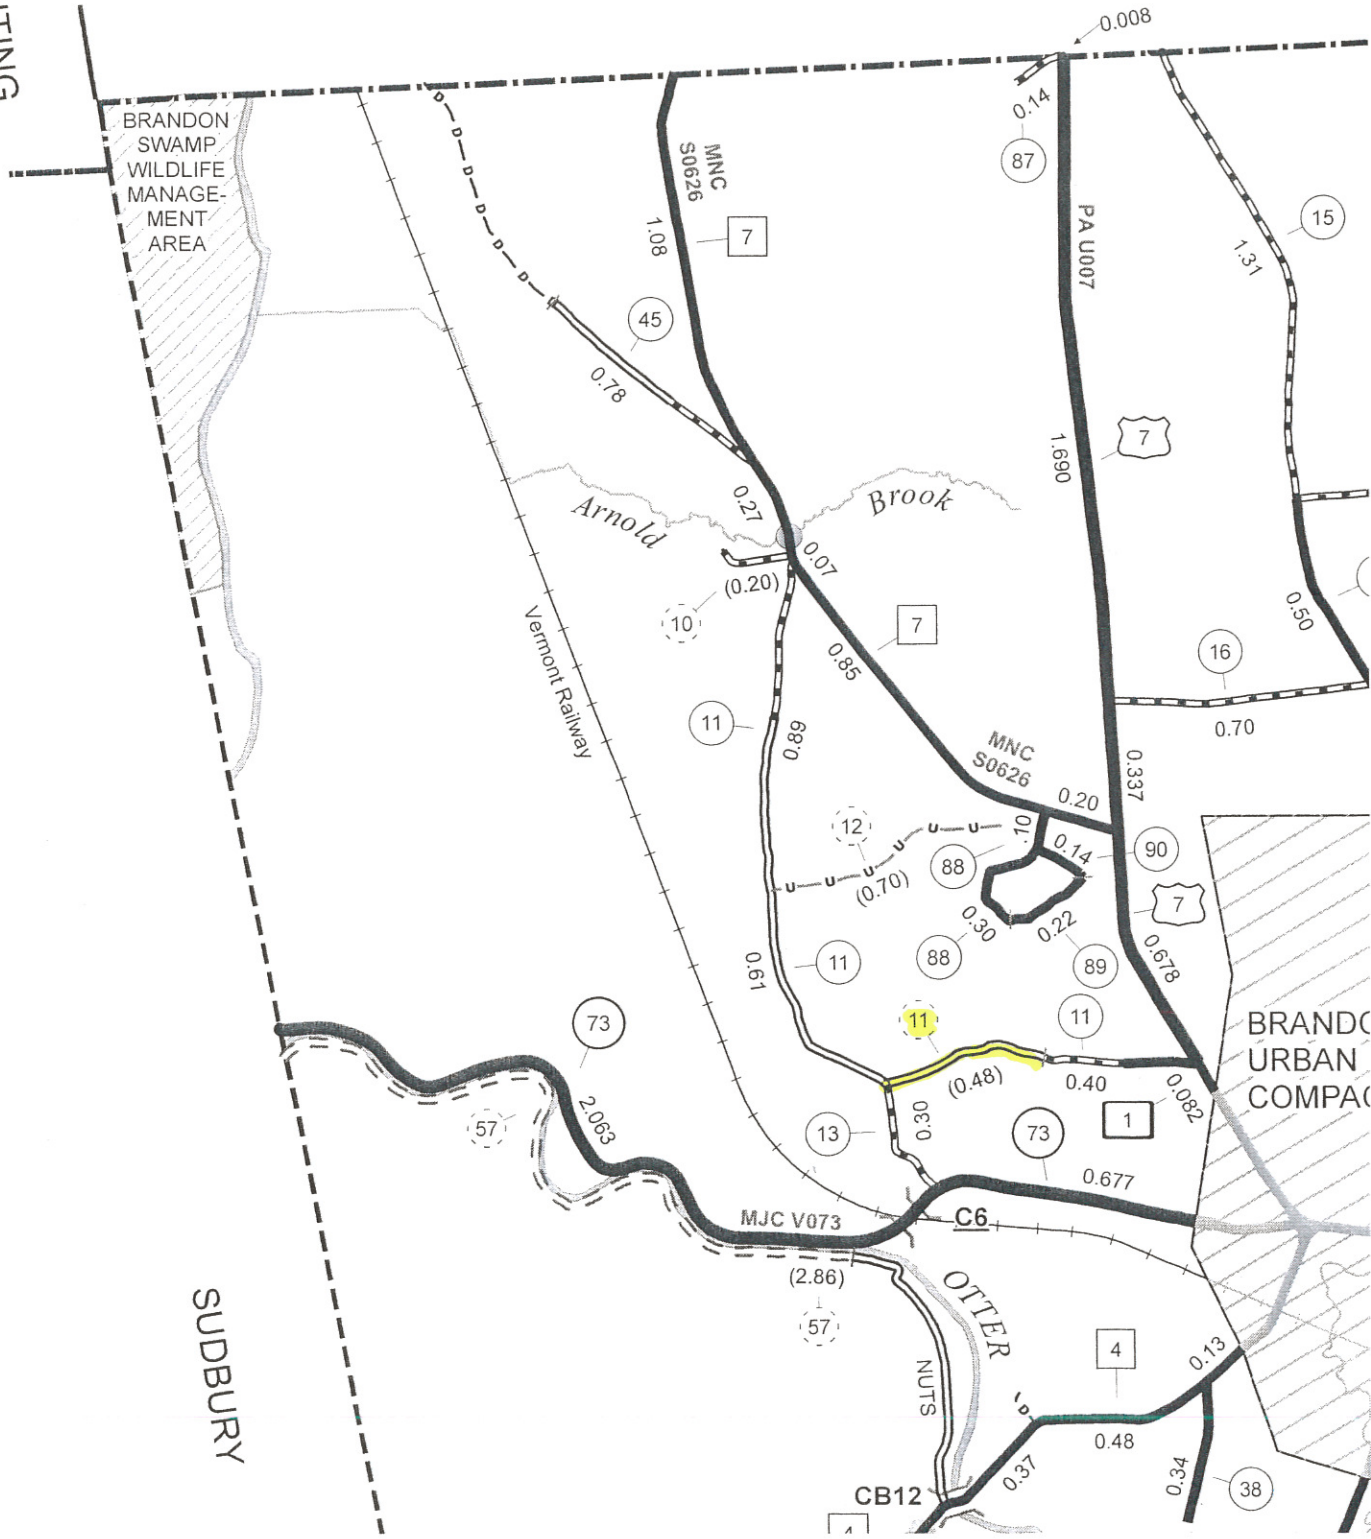 0.008
BRANDON
SWAMP
WILDLIFE
MANAGE-
MENT
AREA
MNC
S0626
1.08
7
0.14
87
PA U007
15
1.31
45
0.78
7
1.690
0.27
Arnold
Brook
0.07
(0.20)
10
7
0.85
0.50
16
0.70
Vermont Railway
11
0.89
MNC
S0626
0.20
0.337
12
(0.70)
.10
0.14
90
88
7
0.30
0.22
88
89
0.678
0.61
11
11
11
73
BRANDO
URBAN
COMPAC
(0.48)
0.40
0.082
1
57
2.063
13
0.30
73
0.677
MJC V073
C6
(2.86)
57
OTTER
SUDBURY
NUTS
4
0.13
D
0.48
0.37
0.34
38
CB12
4
D
D
D
D
D
D
U
U
U
U
U
U